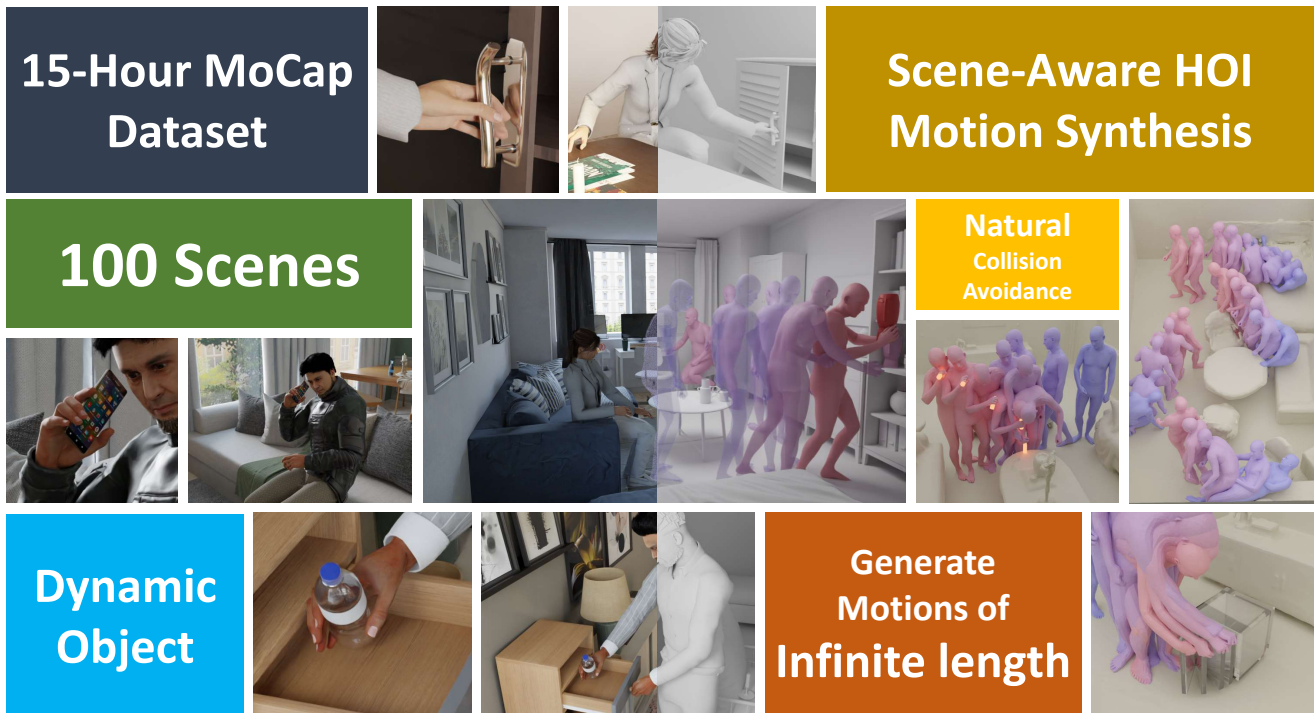 15-Hour MoCap
Dataset
Scene-Aware HOI
Motion Synthesis
100 Scenes
Natural
Collision
Avoidance
Dynamic
Object
Generate
Motions of
Infinite length